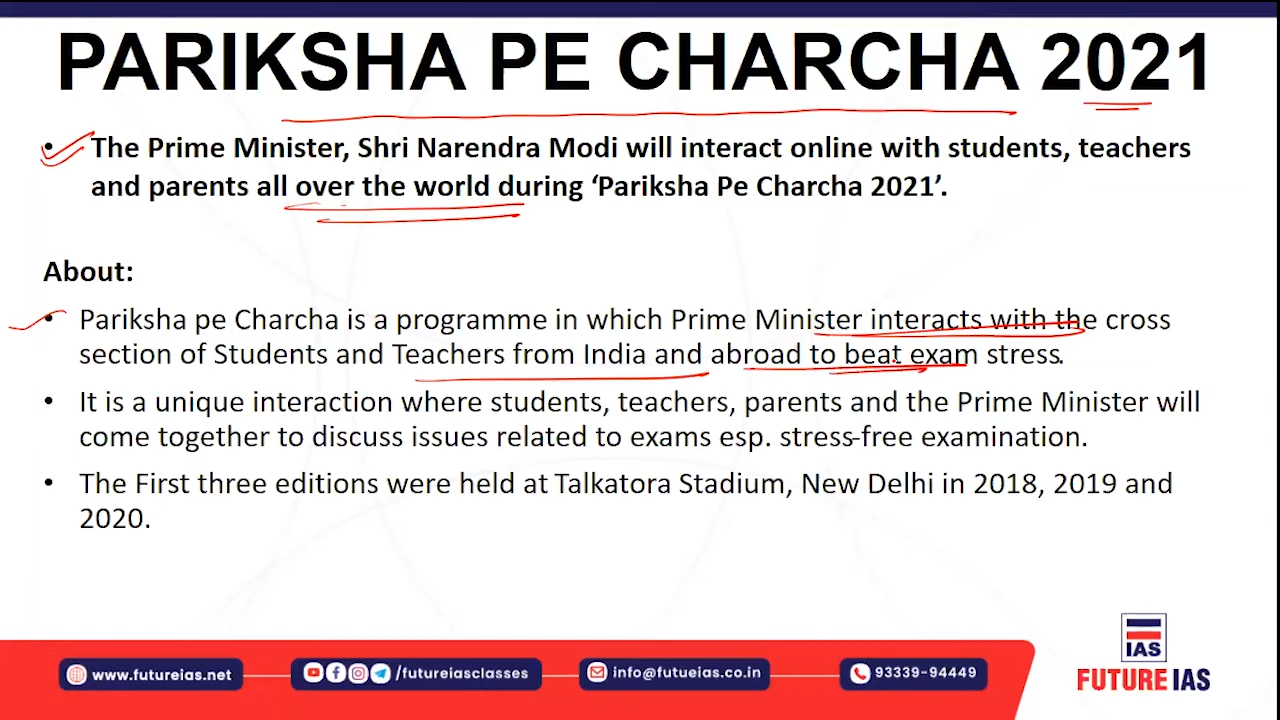 PARIKSHA PE CHARCHA 2021
• The Prime Minister, Shri Narendra Modi will interact online with students, teachers
and parents all over the world during ‘Pariksha Pe Charcha 2021’.
About:
• Pariksha pe Charcha is a programme in which Prime Minister interacts with the cross
section of Students and Teachers from India and abroad to beat exam stress.
• It is a unique interaction where students, teachers, parents and the Prime Minister will
come together to discuss issues related to exams esp. stress-free examination.
• The First three editions were held at Talkatora Stadium, New Delhi in 2018, 2019 and
2020.
www.futureias.net
/futureiasclasses
info@futueias.co.in
93339-94449
IAS
FUTURE IAS